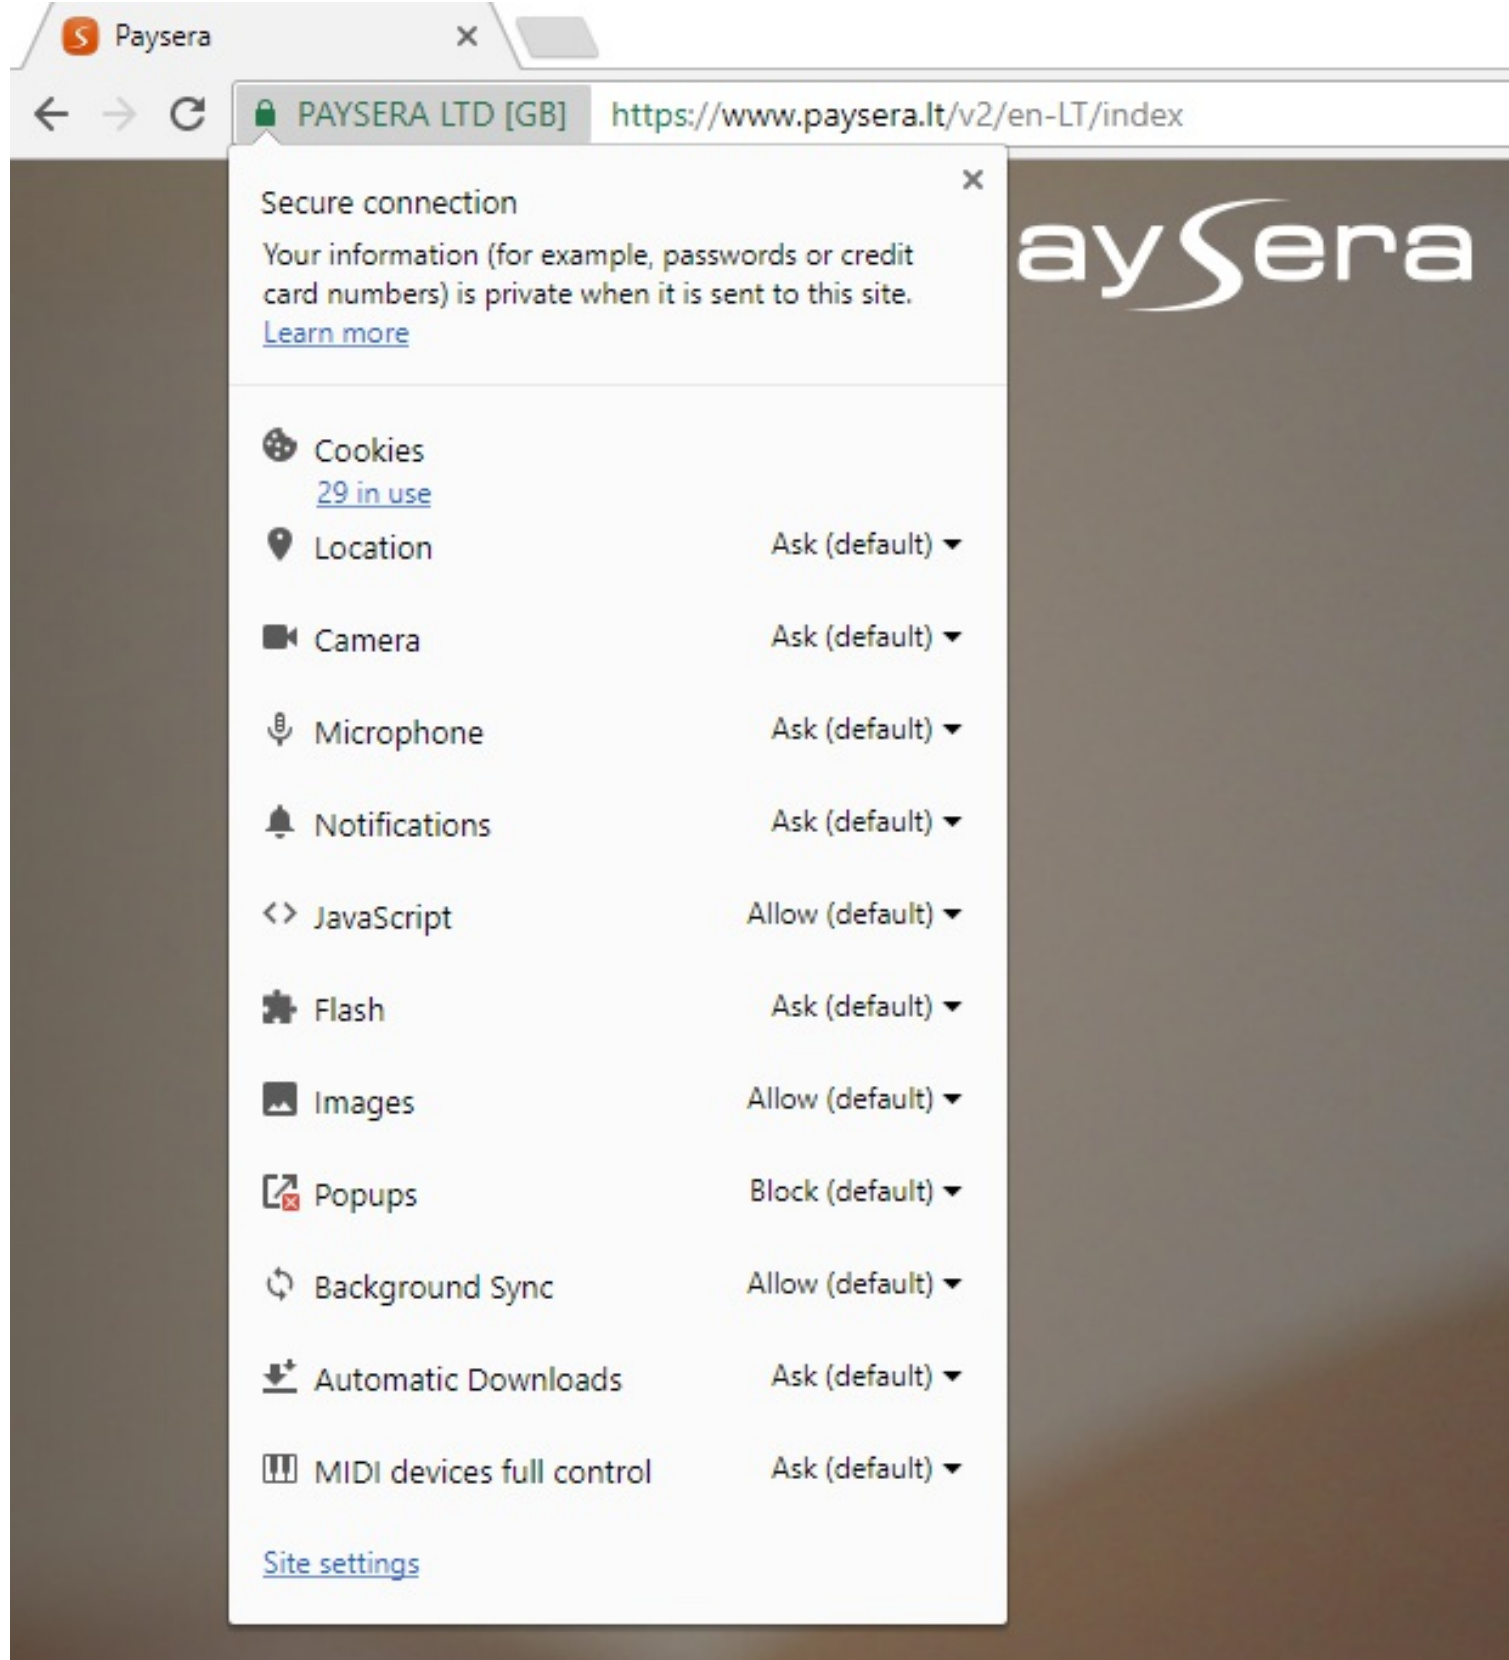 Paysera
PAYSERA LTD [GB] https://www.paysera.lt/v2/en-LT/index
Secure connection
Your information (for example, passwords or credit
card numbers) is private when it is sent to this site.
Learn more
aysera
Cookies
29 in use
Location Ask (default)
Camera Ask (default)
Microphone Ask (default)
Notifications Ask (default)
JavaScript Allow (default)
Flash Ask (default)
Images Allow (default)
Popups Block (default)
Background Sync Allow (default)
Automatic Downloads Ask (default)
MIDI devices full control Ask (default)
Site settings